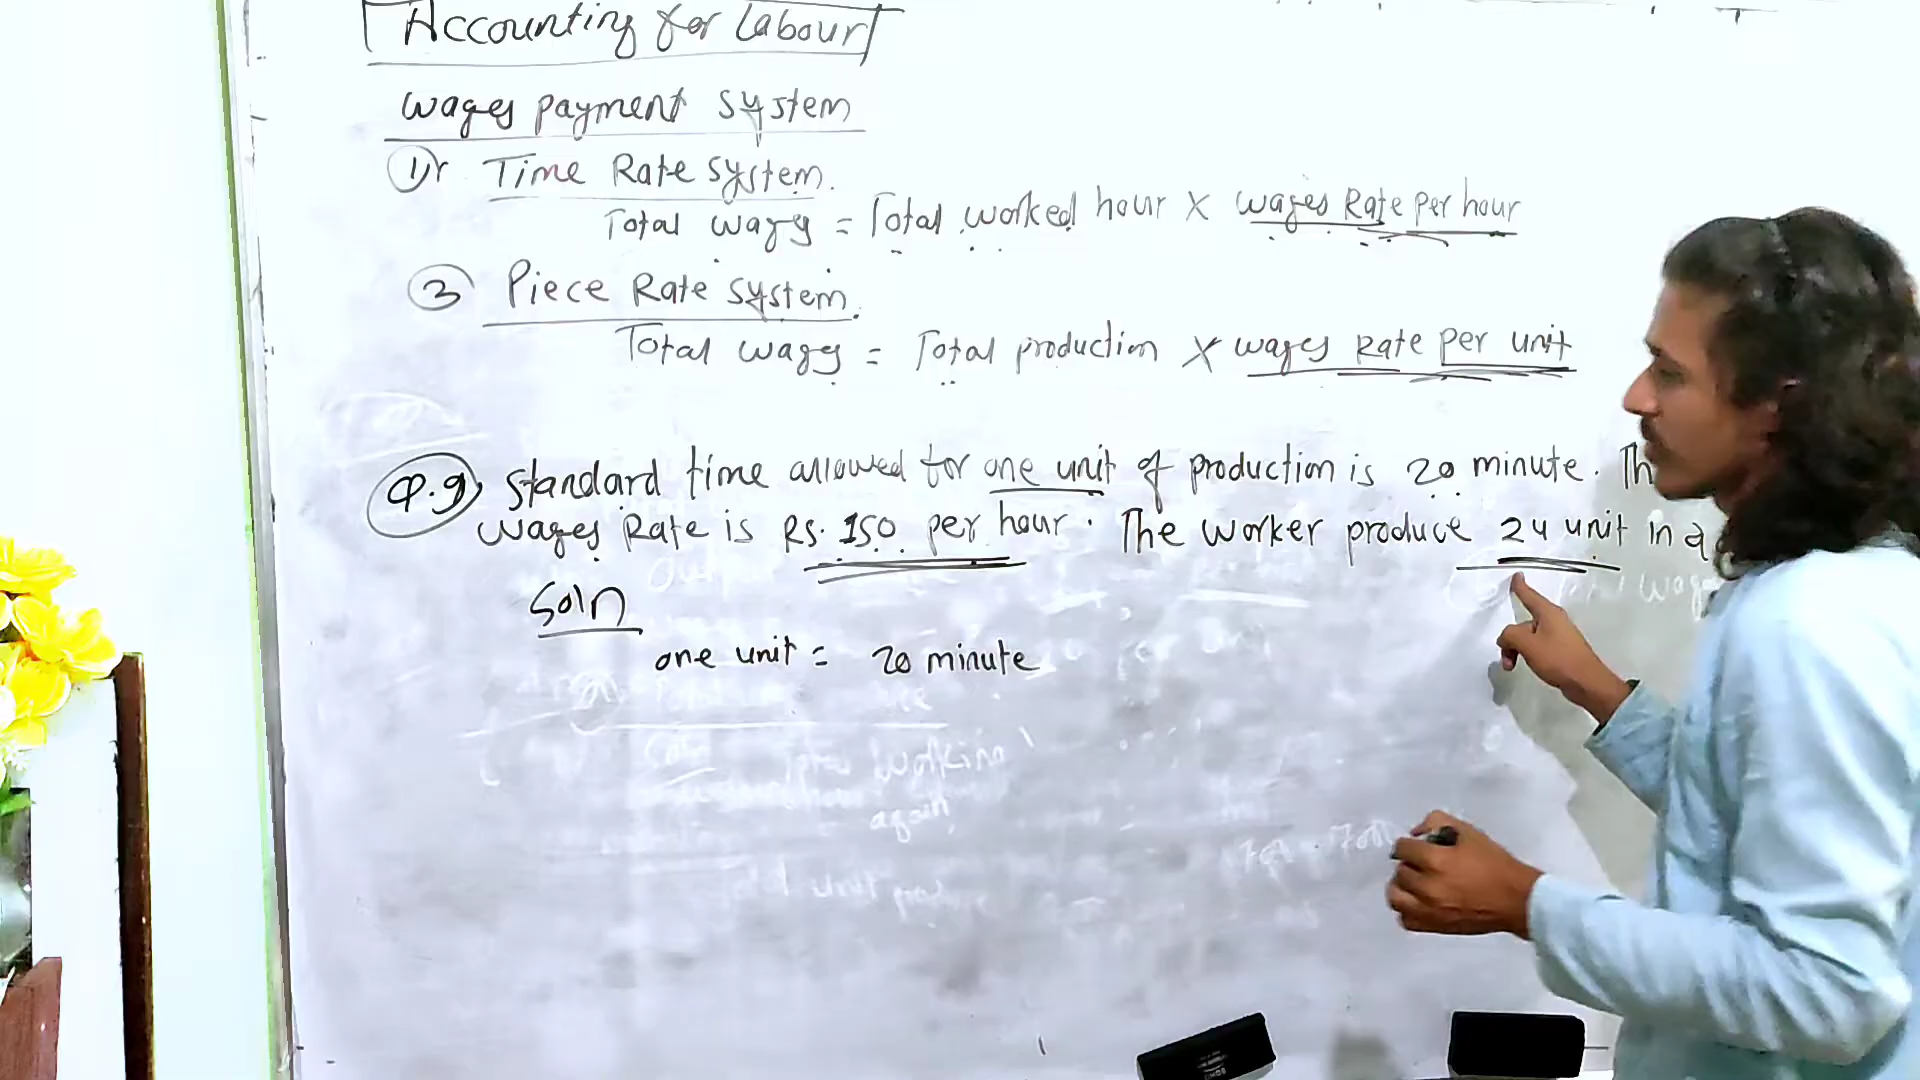 Accounting for Labour
Wages payment system
1) Time Rate system.
Total wages = Total worked hour X wages Rate per hour
2 Piece Rate system.
Total wages = Total production X wages Rate per unit
Q.9) Standard time allowed for one unit of production is 20 minute. Th
wages Rate is Rs. 150 per hour. The worker produce 24 unit in a
Soln
one unit = 20 minute